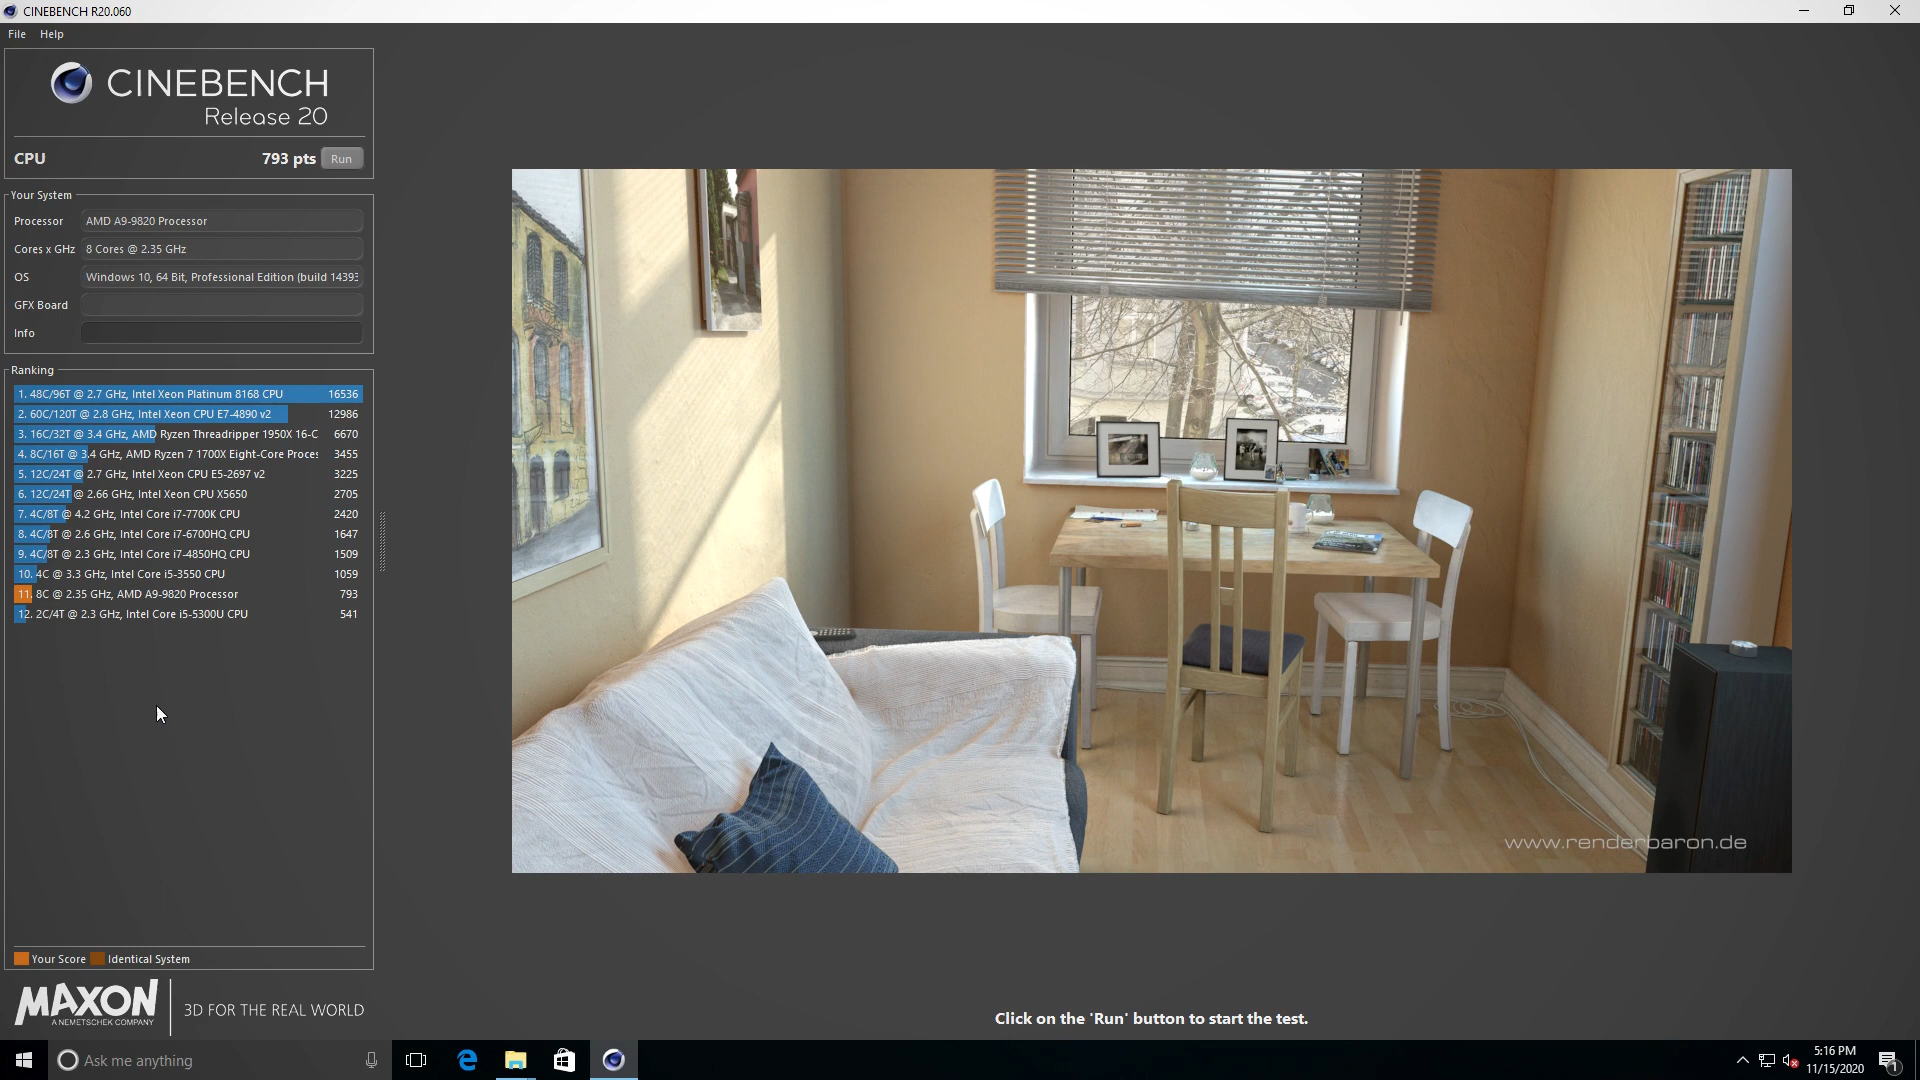 CINEBENCH R20.060
File Help
CINEBENCH
Release 20
CPU 793 pts Run
Your System
Processor AMD A9-9820 Processor
Cores x GHz 8 Cores @ 2.35 GHz
OS Windows 10, 64 Bit, Professional Edition (build 14393
GFX Board
Info
Ranking
1. 48C/96T @ 2.7 GHz, Intel Xeon Platinum 8168 CPU 16536
2. 60C/120T @ 2.8 GHz, Intel Xeon CPU E7-4890 v2 12986
3. 16C/32T @ 3.4 GHz, AMD Ryzen Threadripper 1950X 16-C 6670
4. 8C/16T @ 3.4 GHz, AMD Ryzen 7 1700X Eight-Core Proces 3455
5. 12C/24T @ 2.7 GHz, Intel Xeon CPU E5-2697 v2 3225
6. 12C/24T @ 2.66 GHz, Intel Xeon CPU X5650 2705
7. 4C/8T @ 4.2 GHz, Intel Core i7-7700K CPU 2420
8. 4C/8T @ 2.6 GHz, Intel Core i7-6700HQ CPU 1647
9. 4C/8T @ 2.3 GHz, Intel Core i7-4850HQ CPU 1509
10. 4C @ 3.3 GHz, Intel Core i5-3550 CPU 1059
11. 8C @ 2.35 GHz, AMD A9-9820 Processor 793
12. 2C/4T @ 2.3 GHz, Intel Core i5-5300U CPU 541
Your Score Identical System
MAXON
A NEMETSCHEK COMPANY
3D FOR THE REAL WORLD
www.renderbaron.de
Click on the 'Run' button to start the test.
Ask me anything
5:16 PM
11/15/2020
1